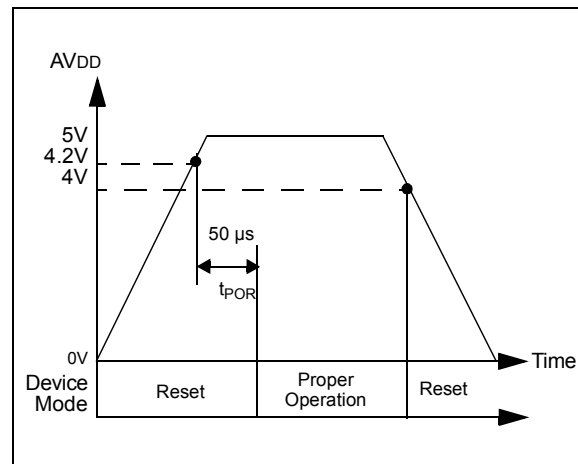 AVDD
5V
4.2V
4V
50 µs
tPOR
0V
Time
Device
Mode
Reset
Proper
Operation
Reset